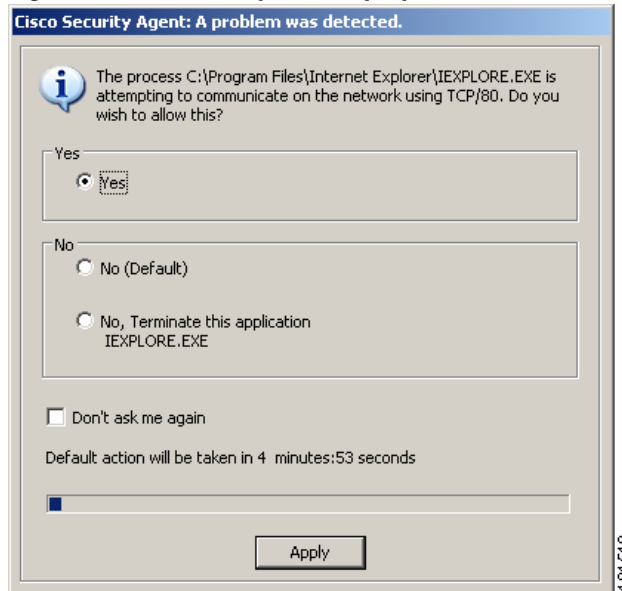 Cisco Security Agent: A problem was detected.
The process C:\Program Files\Internet Explorer\IEXPLORE.EXE is
attempting to communicate on the network using TCP/80. Do you
wish to allow this?
Yes
Yes
No
No (Default)
No, Terminate this application
IEXPLORE.EXE
Don't ask me again
Default action will be taken in 4 minutes:53 seconds
Apply